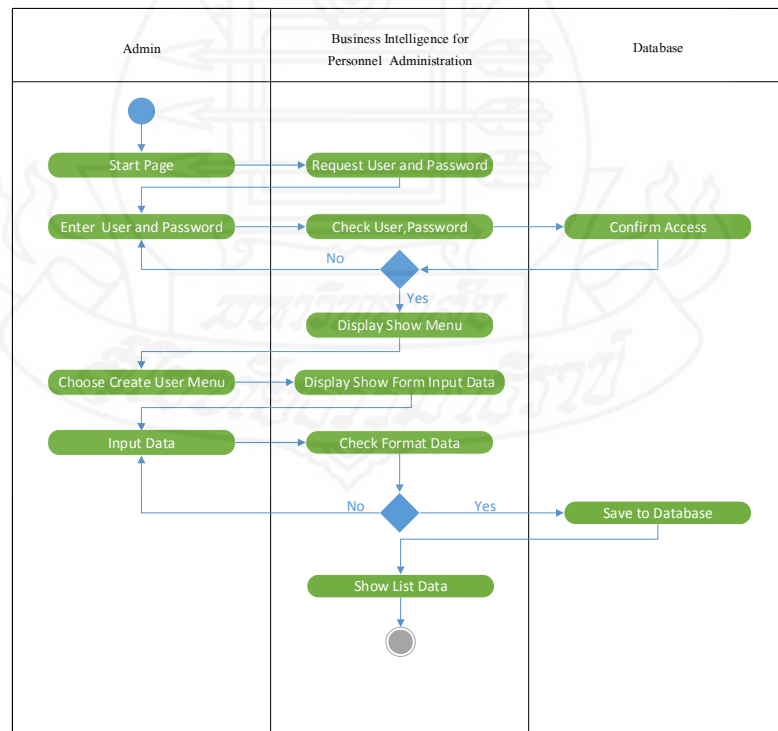 Admin
Business Intelligence for
Personnel Administration
Database
Start Page
Request User and Password
Enter User and Password
Check User,Password
Confirm Access
No
Yes
Display Show Menu
Choose Create User Menu
Display Show Form Input Data
Input Data
Check Format Data
No
Yes
Save to Database
Show List Data